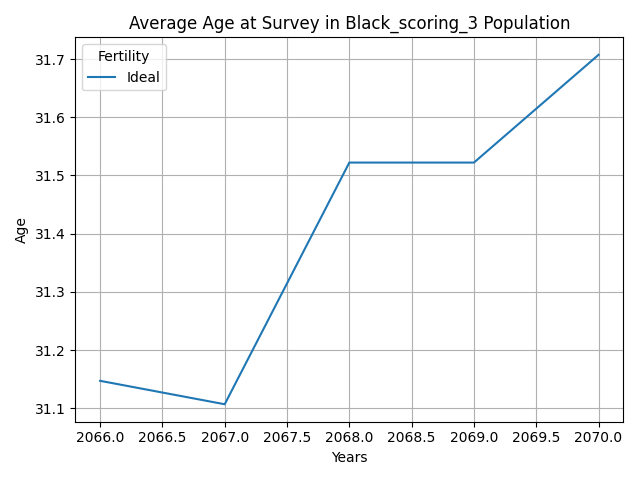 Average Age at Survey in Black_scoring_3 Population
Fertility
Ideal
31.7
31.6
31.5
31.4
31.3
31.2
31.1
Age
2066.0 2066.5 2067.0 2067.5 2068.0 2068.5 2069.0 2069.5 2070.0
Years